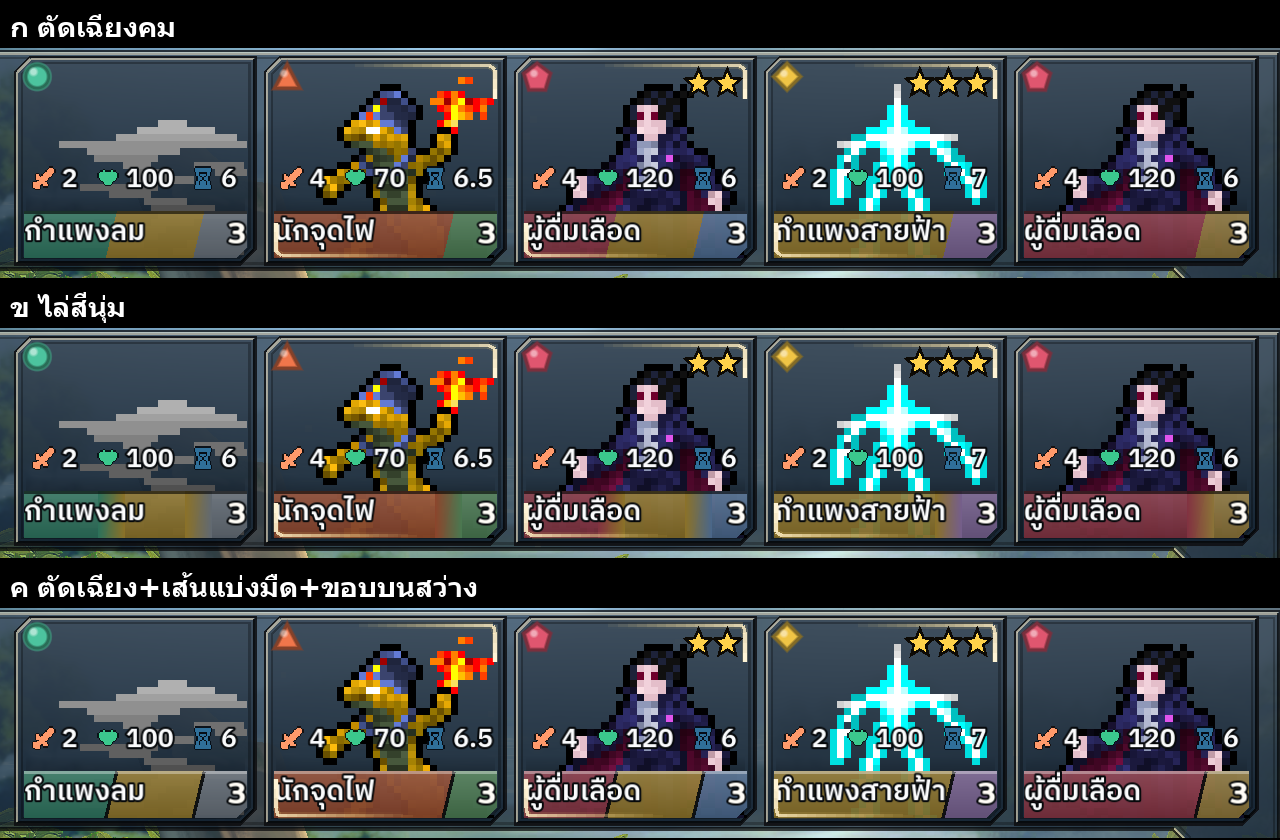 ก ตัดเฉียงคม
2 100 6 4 70 6.5 4 120 6 2 100 7 4 120 6
กำแพงลม 3 นักจุดไฟ 3 ผู้ดื่มเลือด 3 กำแพงสายฟ้า 3 ผู้ดื่มเลือด 3
ข ไล่สีนุ่ม
2 100 6 4 70 6.5 4 120 6 2 100 7 4 120 6
กำแพงลม 3 นักจุดไฟ 3 ผู้ดื่มเลือด 3 กำแพงสายฟ้า 3 ผู้ดื่มเลือด 3
ค ตัดเฉียง+เส้นแบ่งมืด+ขอบบนสว่าง
2 100 6 4 70 6.5 4 120 6 2 100 7 4 120 6
กำแพงลม 3 นักจุดไฟ 3 ผู้ดื่มเลือด 3 กำแพงสายฟ้า 3 ผู้ดื่มเลือด 3